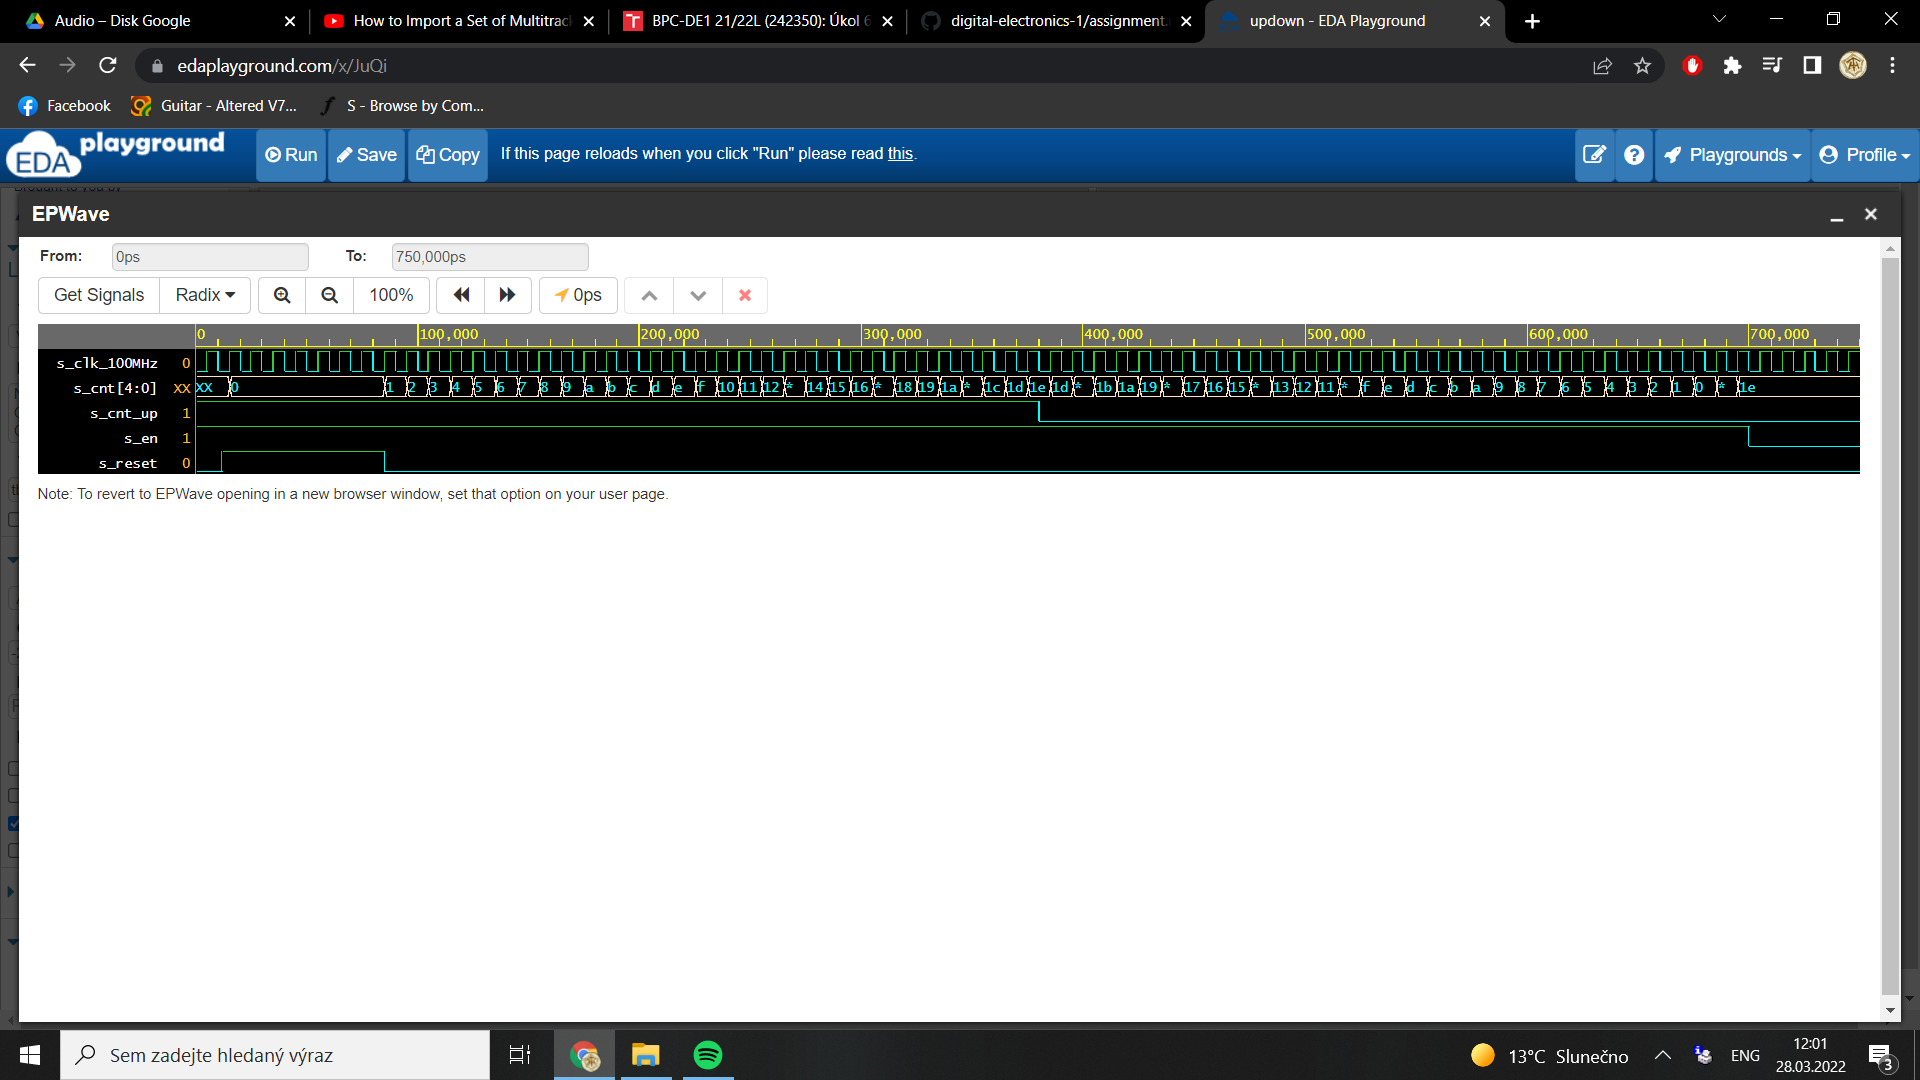 Audio – Disk Google
How to Import a Set of Multitrack
BPC-DE1 21/22L (242350): Úkol 6
digital-electronics-1/assignment.
updown - EDA Playground
edaplayground.com/x/JuQi
Facebook
Guitar - Altered V7...
S - Browse by Com...
EDA playground
Run
Save
Copy
If this page reloads when you click "Run" please read this.
Playgrounds
Profile
EPWave
From: 0ps To: 750,000ps
Get Signals
Radix
100%
0ps
0 100,000 200,000 300,000 400,000 500,000 600,000 700,000
s_clk_100MHz 0
s_cnt[4:0] XX XX 0 1 2 3 4 5 6 7 8 9 a b c d e f 10 11 12 * 14 15 16 * 18 19 1a * 1c 1d 1e 1d * 1b 1a 19 * 17 16 15 * 13 12 11 * f e d c b a 9 8 7 6 5 4 3 2 1 0 * 1e
s_cnt_up 1
s_en 1
s_reset 0
Note: To revert to EPWave opening in a new browser window, set that option on your user page.
Sem zadejte hledaný výraz
13°C Slunečno
ENG
12:01
28.03.2022
3